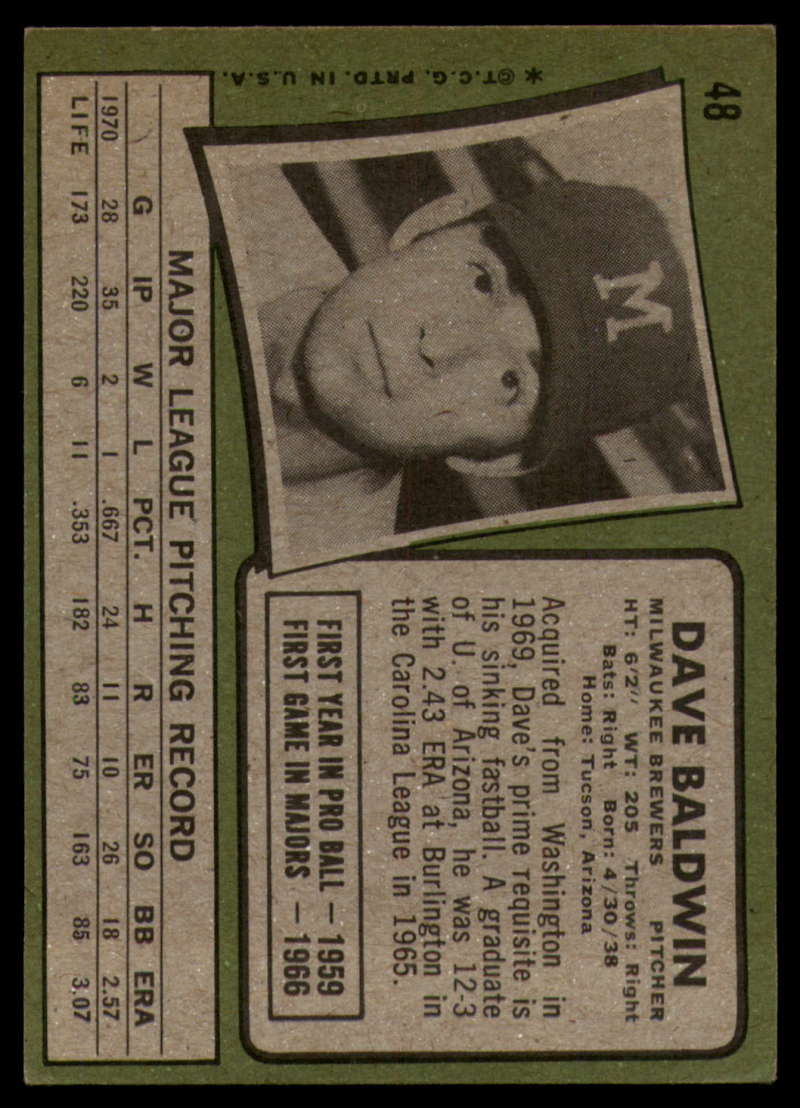 48
M
DAVE BALDWIN
MILWAUKEE BREWERS PITCHER
HT: 6'2" WT: 205 Throws: Right
Bats: Right Born: 4/30/38
Home: Tucson, Arizona
Acquired from Washington in
1969, Dave's prime requisite is
his sinking fastball. A graduate
of U. of Arizona, he was 12-3
with 2.43 ERA at Burlington in
the Carolina League in 1965.
FIRST YEAR IN PRO BALL — 1959
FIRST GAME IN MAJORS — 1966
MAJOR LEAGUE PITCHING RECORD
G IP W L PCT. H R ER SO BB ERA
1970 28 35 2 1 .667 24 11 10 26 18 2.57
LIFE 173 220 6 11 .353 182 83 75 163 85 3.07
* ©T.C.G. PRTD. IN U.S.A.